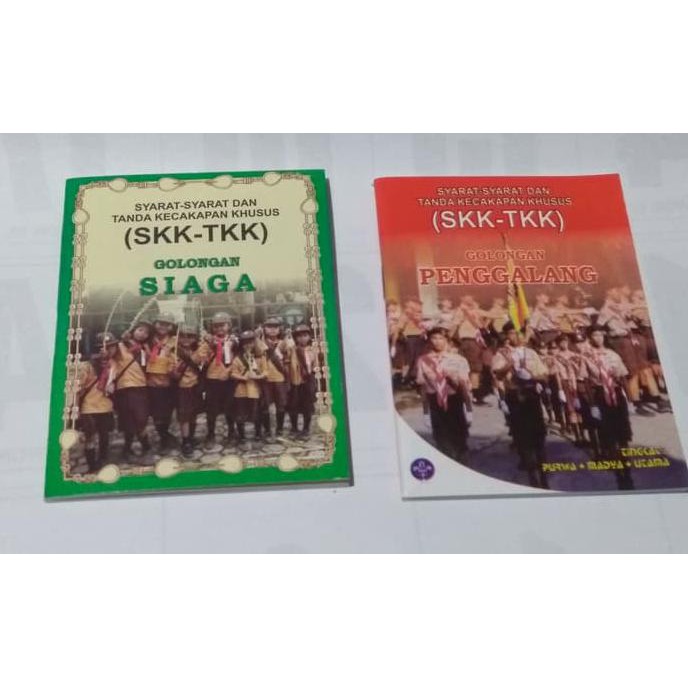 SYARAT-SYARAT DAN
TANDA KECAKAPAN KHUSUS
(SKK-TKK)
GOLONGAN
SIAGA
SYARAT-SYARAT DAN
TANDA KECAKAPAN KHUSUS
(SKK-TKK)
GOLONGAN
PENGGALANG
TINGKAT
PURWA + MADYA + UTAMA